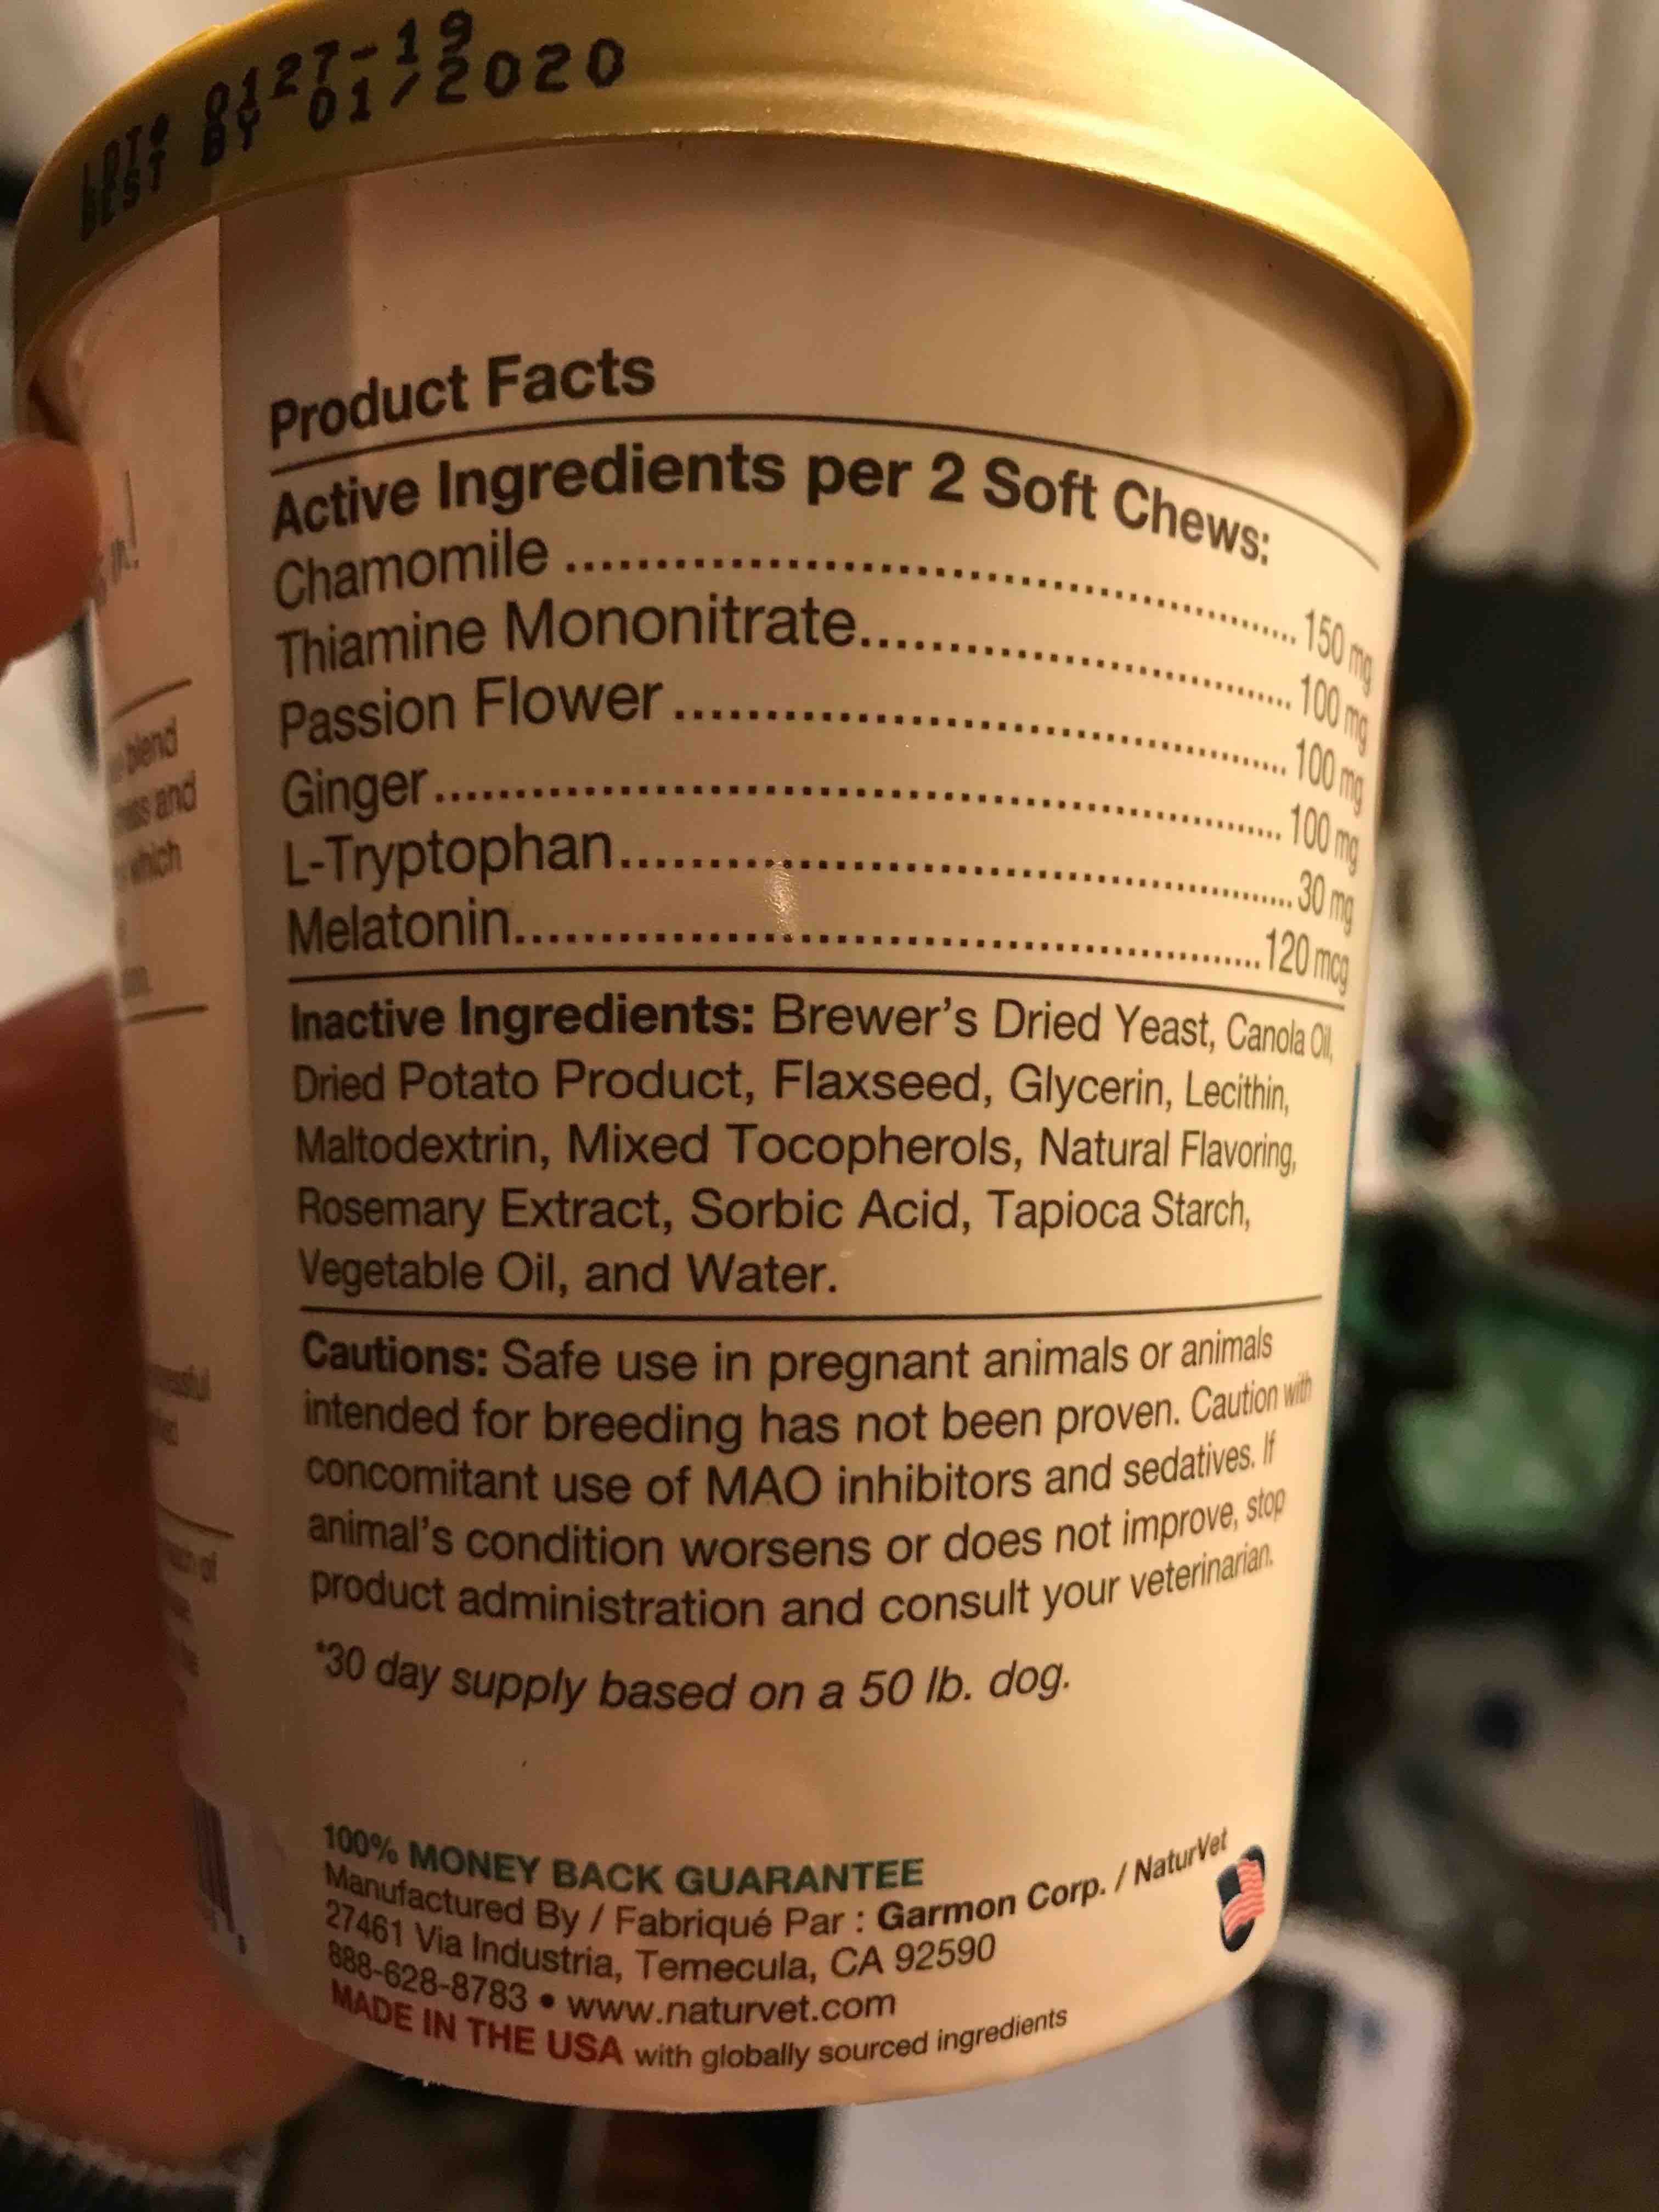 LOT# 0127-19
BEST BY 01/2020
Product Facts
Active Ingredients per 2 Soft Chews:
Chamomile ........................................................ 150 mg
Thiamine Mononitrate.................................. 100 mg
Passion Flower ............................................... 100 mg
Ginger................................................................. 100 mg
L-Tryptophan.................................................... 30 mg
Melatonin.......................................................... 120 mcg
Inactive Ingredients: Brewer's Dried Yeast, Canola Oil,
Dried Potato Product, Flaxseed, Glycerin, Lecithin,
Maltodextrin, Mixed Tocopherols, Natural Flavoring,
Rosemary Extract, Sorbic Acid, Tapioca Starch,
Vegetable Oil, and Water.
Cautions: Safe use in pregnant animals or animals
intended for breeding has not been proven. Caution with
concomitant use of MAO inhibitors and sedatives. If
animal's condition worsens or does not improve, stop
product administration and consult your veterinarian.
*30 day supply based on a 50 lb. dog.
100% MONEY BACK GUARANTEE
Manufactured By / Fabriqué Par : Garmon Corp. / NaturVet
27461 Via Industria, Temecula, CA 92590
888-628-8783 • www.naturvet.com
MADE IN THE USA with globally sourced ingredients
blend
and
which